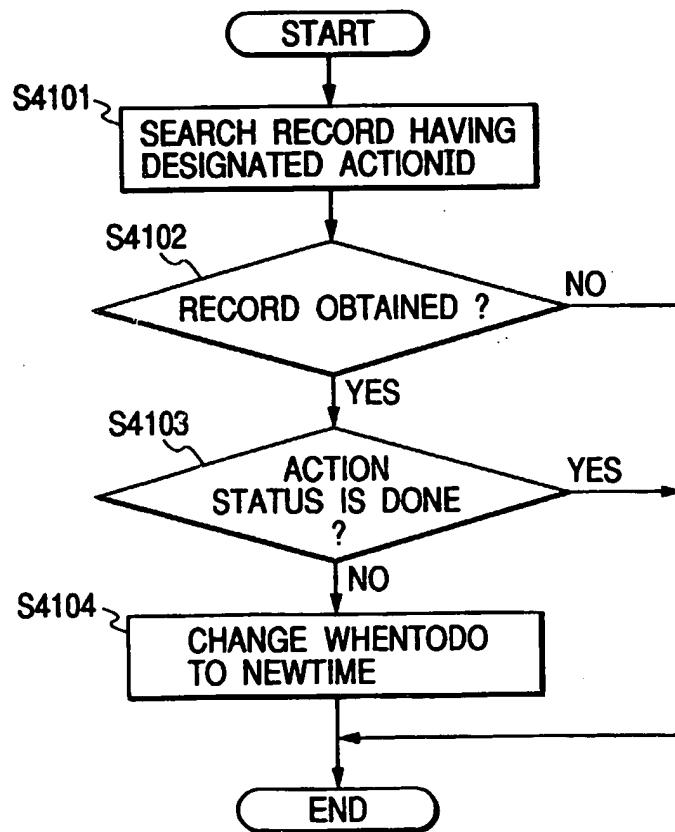 START
S4101
SEARCH RECORD HAVING
DESIGNATED ACTIONID
S4102
RECORD OBTAINED ?
NO
YES
S4103
ACTION
STATUS IS DONE
?
YES
NO
S4104
CHANGE WHENTODO
TO NEWTIME
END